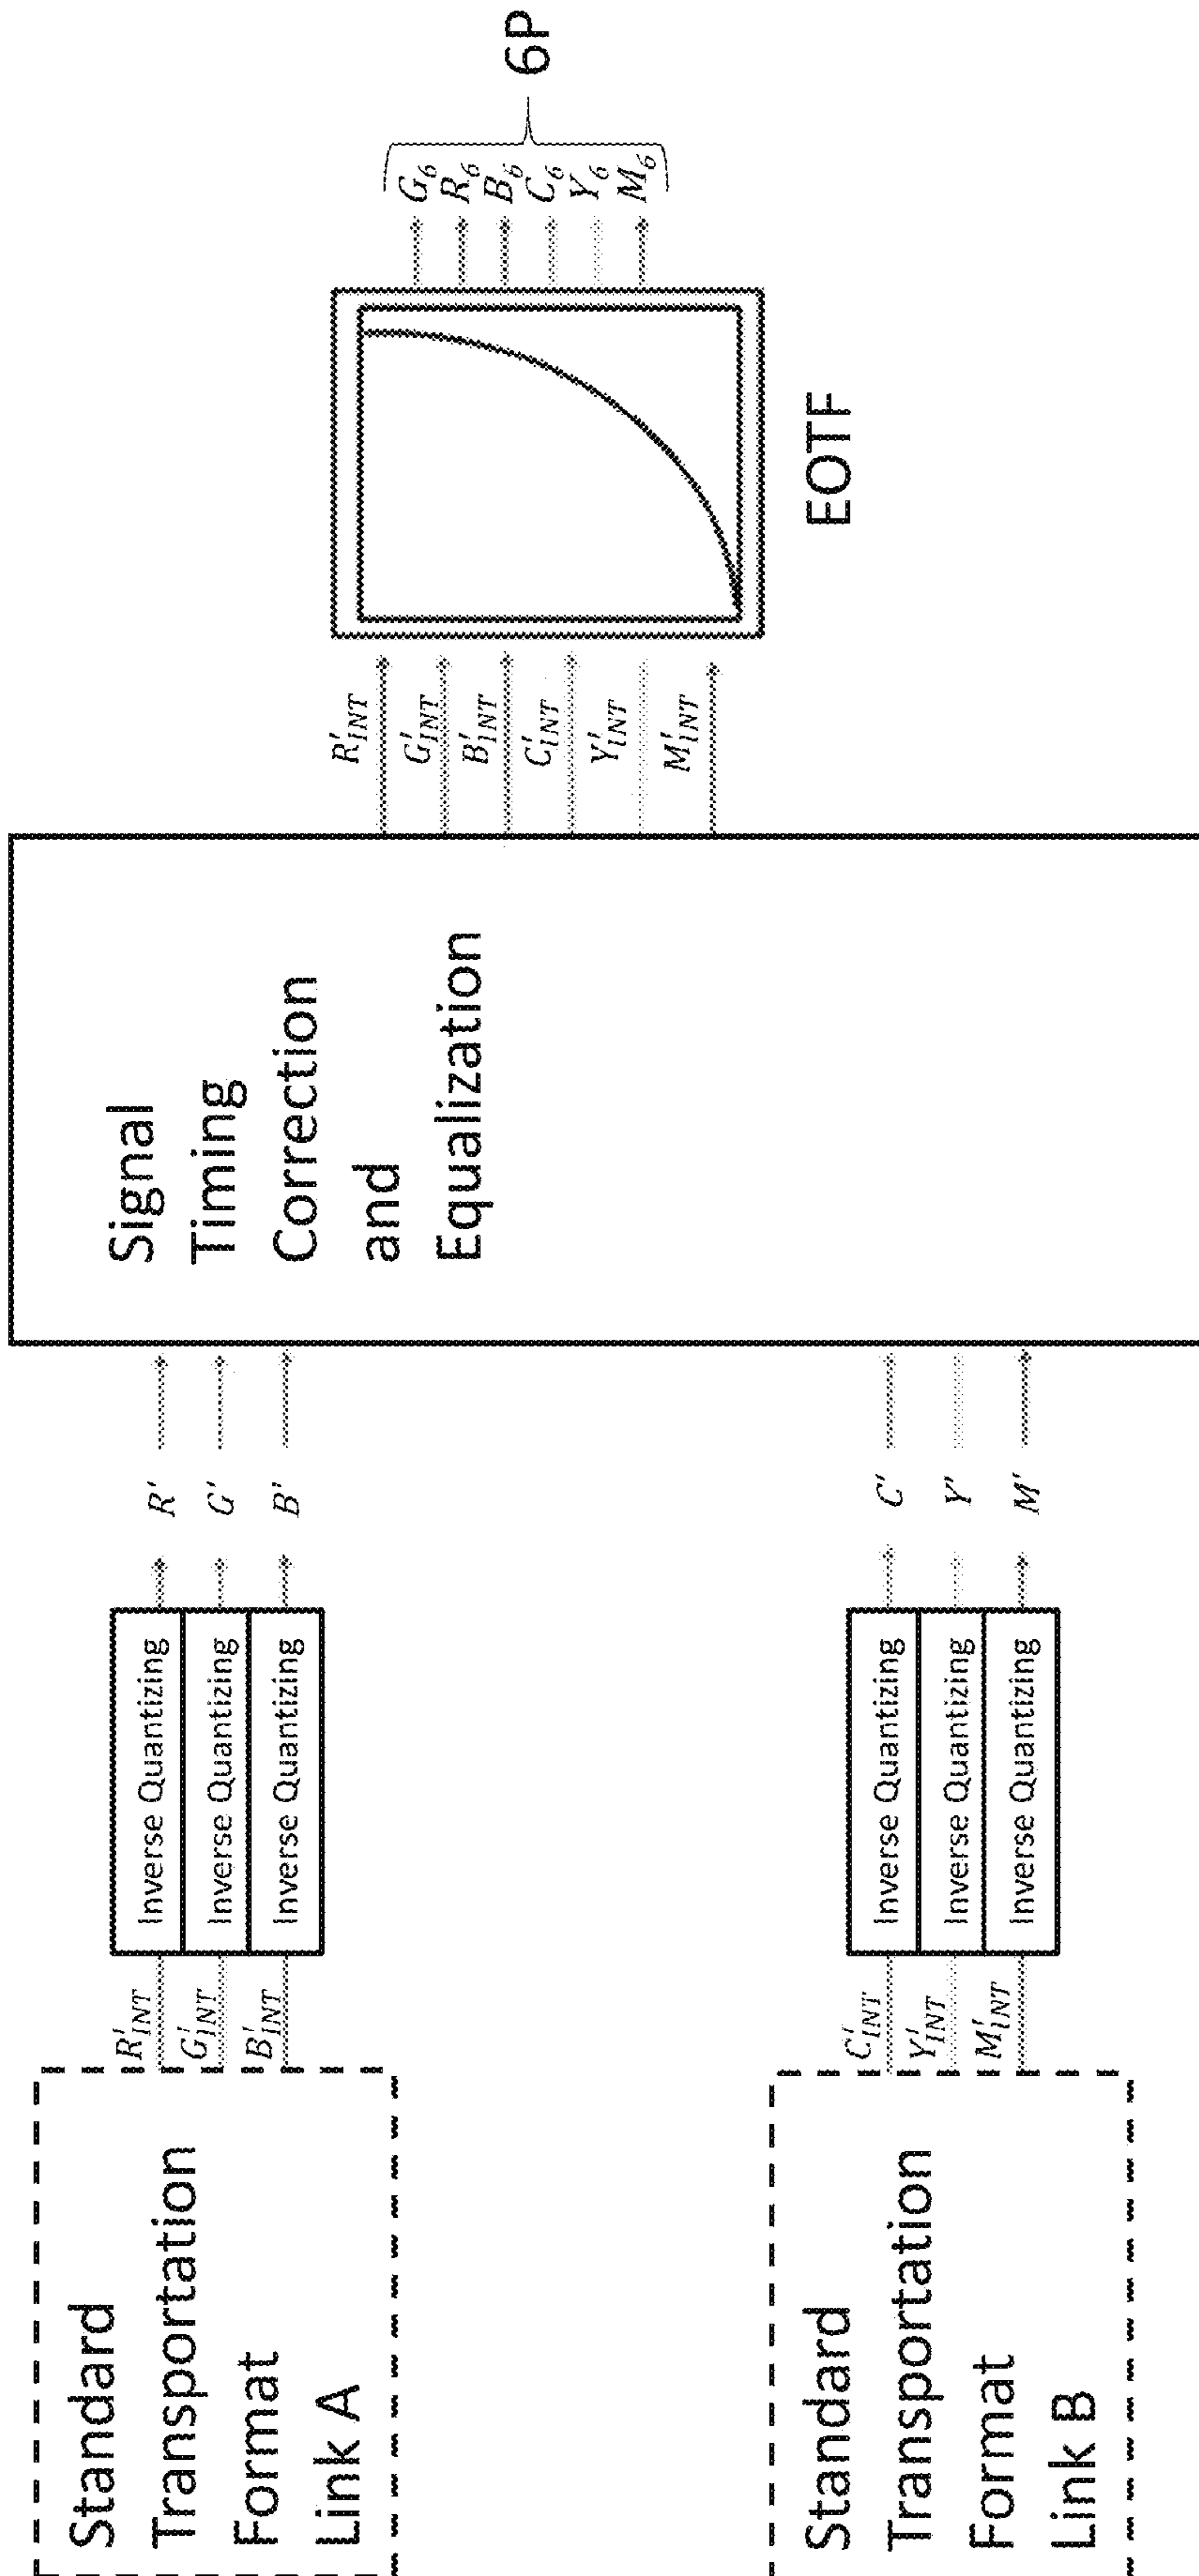 Standard
Transportation
Format
Link A
R'INT
G'INT
B'INT
Inverse Quantizing
Inverse Quantizing
Inverse Quantizing
R'
G'
B'
Standard
Transportation
Format
Link B
C'INT
Y'INT
M'INT
Inverse Quantizing
Inverse Quantizing
Inverse Quantizing
C'
Y'
M'
Signal
Timing
Correction
and
Equalization
R'INT
G'INT
B'INT
C'INT
Y'INT
M'INT
EOTF
G6
R6
B6
C6
Y6
M6
6P